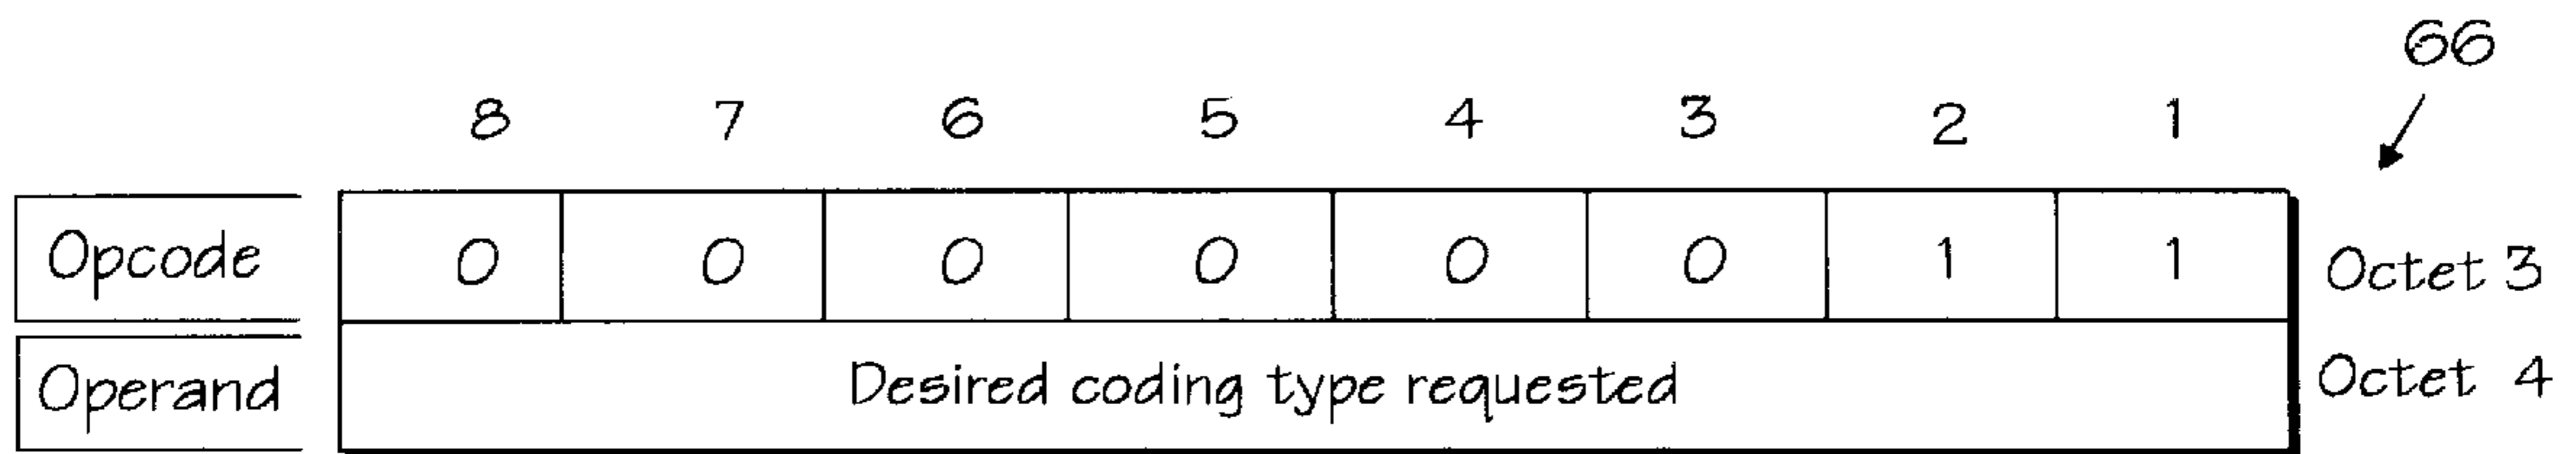 66
8 7 6 5 4 3 2 1
Opcode 0 0 0 0 0 0 1 1 Octet 3
Operand Desired coding type requested Octet 4